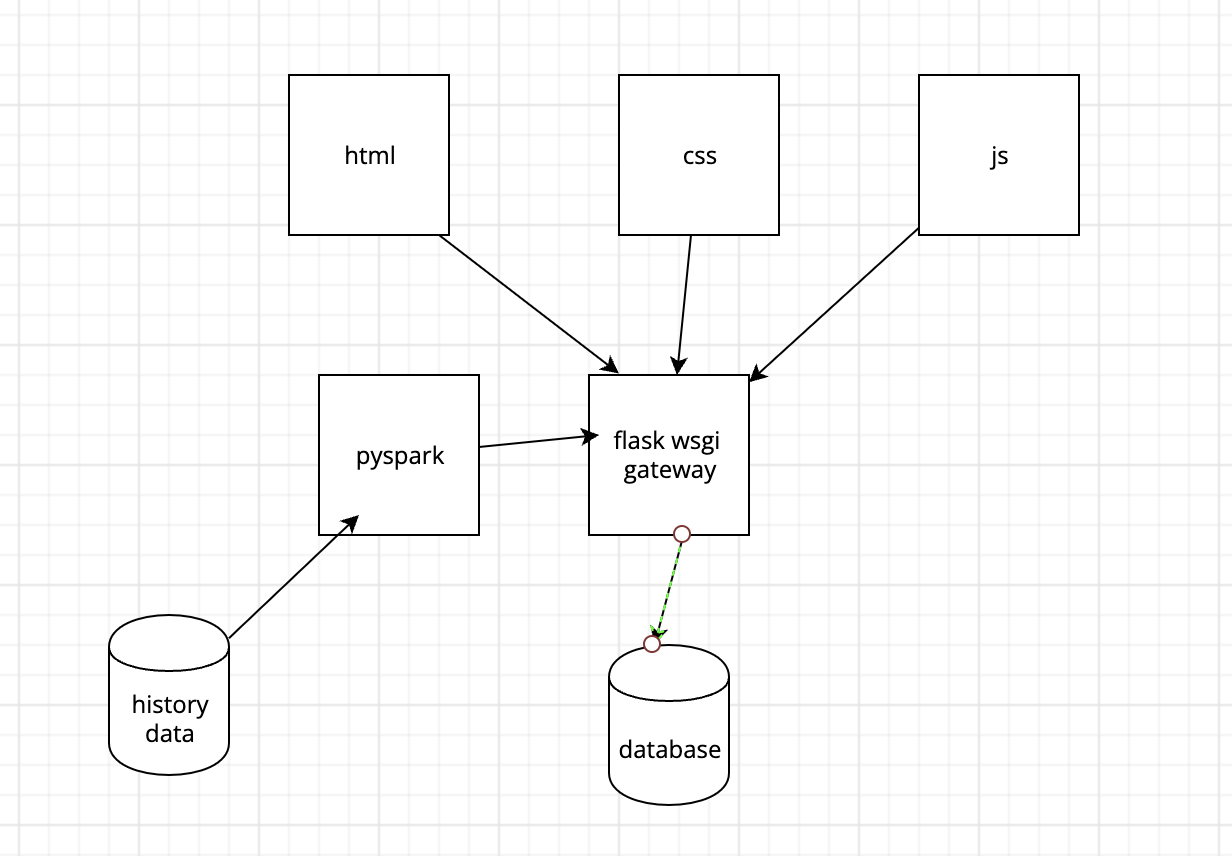 html
css
js
pyspark
flask wsgi
gateway
history
data
database